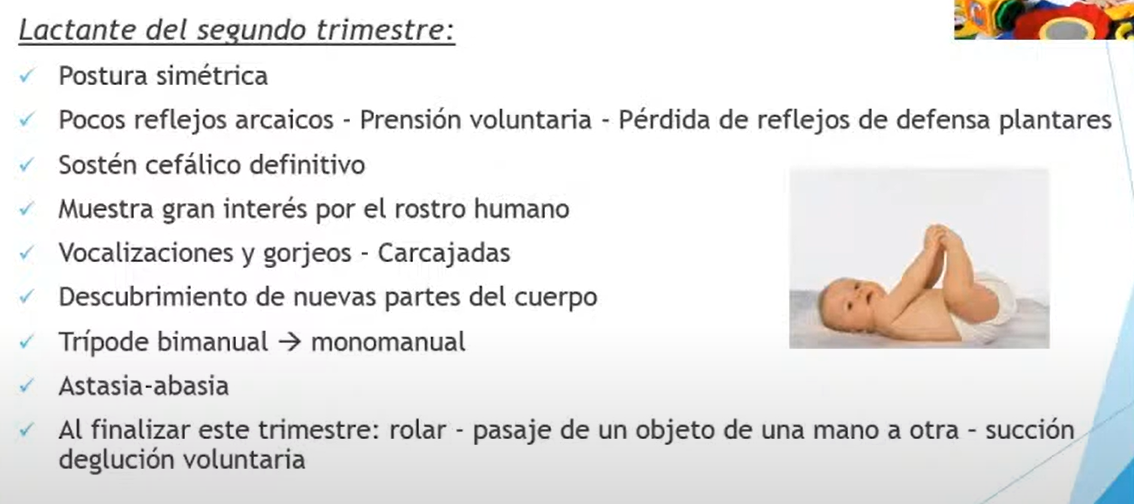 Lactante del segundo trimestre:
✓ Postura simétrica
✓ Pocos reflejos arcaicos - Prensión voluntaria - Pérdida de reflejos de defensa plantares
✓ Sostén cefálico definitivo
✓ Muestra gran interés por el rostro humano
✓ Vocalizaciones y gorjeos - Carcajadas
✓ Descubrimiento de nuevas partes del cuerpo
✓ Trípode bimanual → monomanual
✓ Astasia-abasia
✓ Al finalizar este trimestre: rolar - pasaje de un objeto de una mano a otra – succión
deglución voluntaria